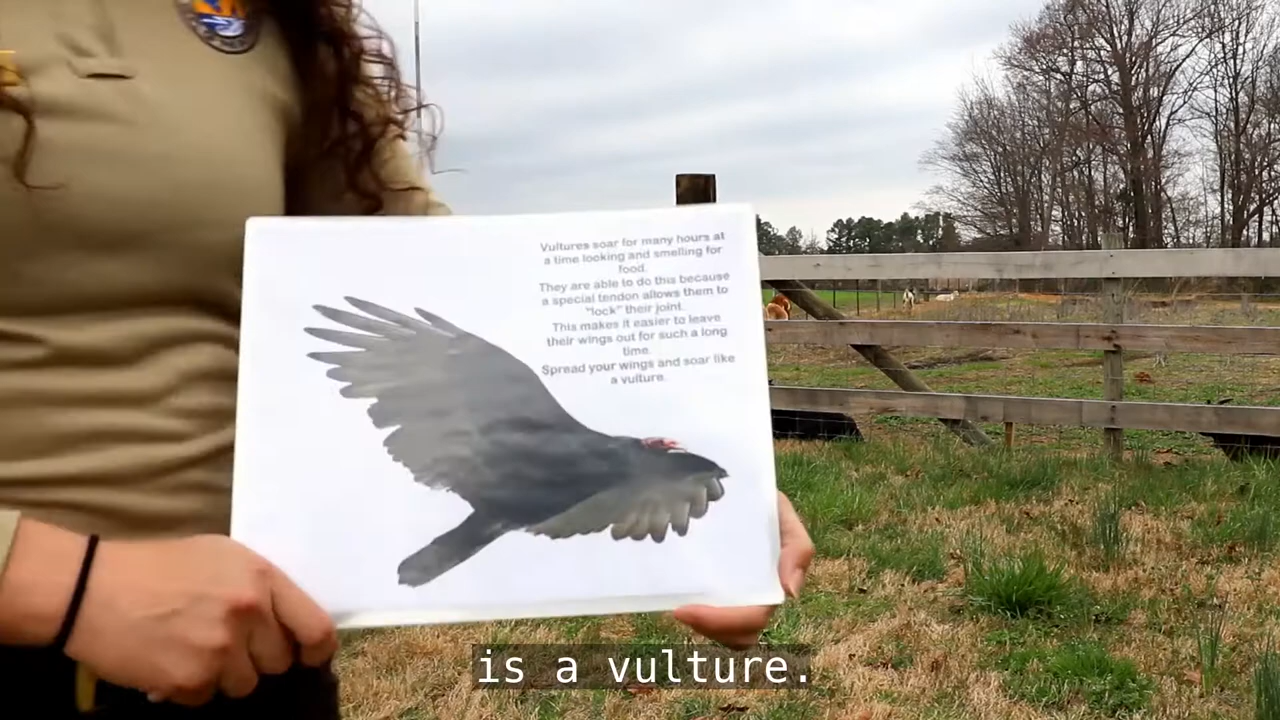 Vultures soar for many hours at
a time looking and smelling for
food.
They are able to do this because
a special tendon allows them to
"lock" their joint.
This makes it easier to leave
their wings out for such a long
time.
Spread your wings and soar like
a vulture.
is a vulture.